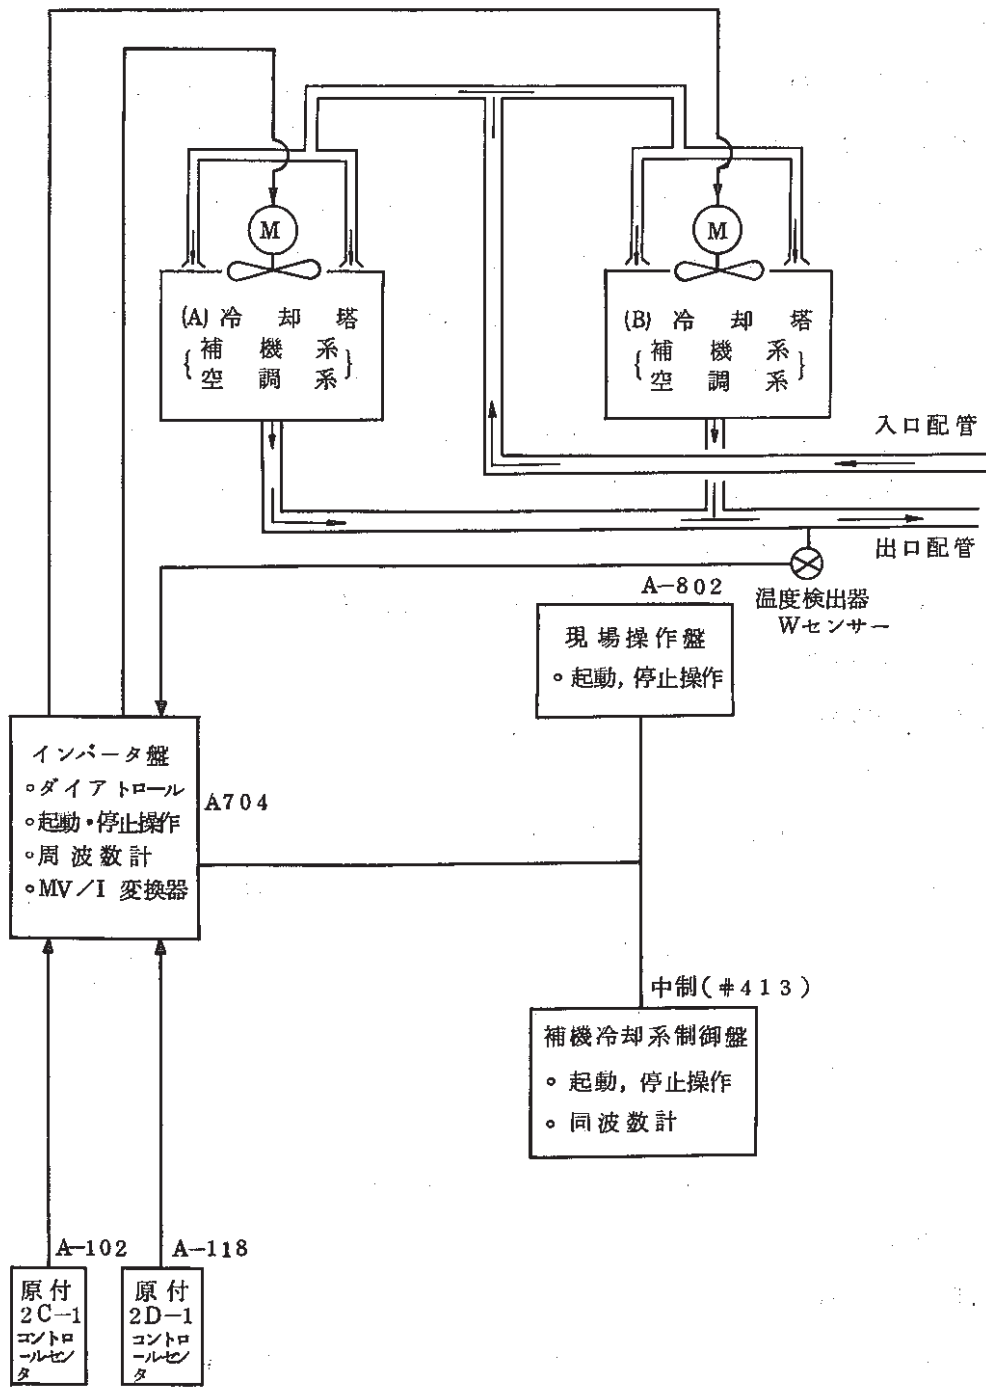 M
M
(A)冷却塔
{補機系
空調系}
(B)冷却塔
{補機系
空調系}
入口配管
出口配管
温度検出器
Wセンサー
A-802
現場操作盤
○起動,停止操作
インバータ盤
○ダイアトロール
○起動・停止操作
○周波数計
○MV/I 変換器
A704
中制(#413)
補機冷却系制御盤
○起動,停止操作
○同波数計
A-102
A-118
原付
2C-1
コントロ
ールセン
タ
原付
2D-1
コントロ
ールセン
タ